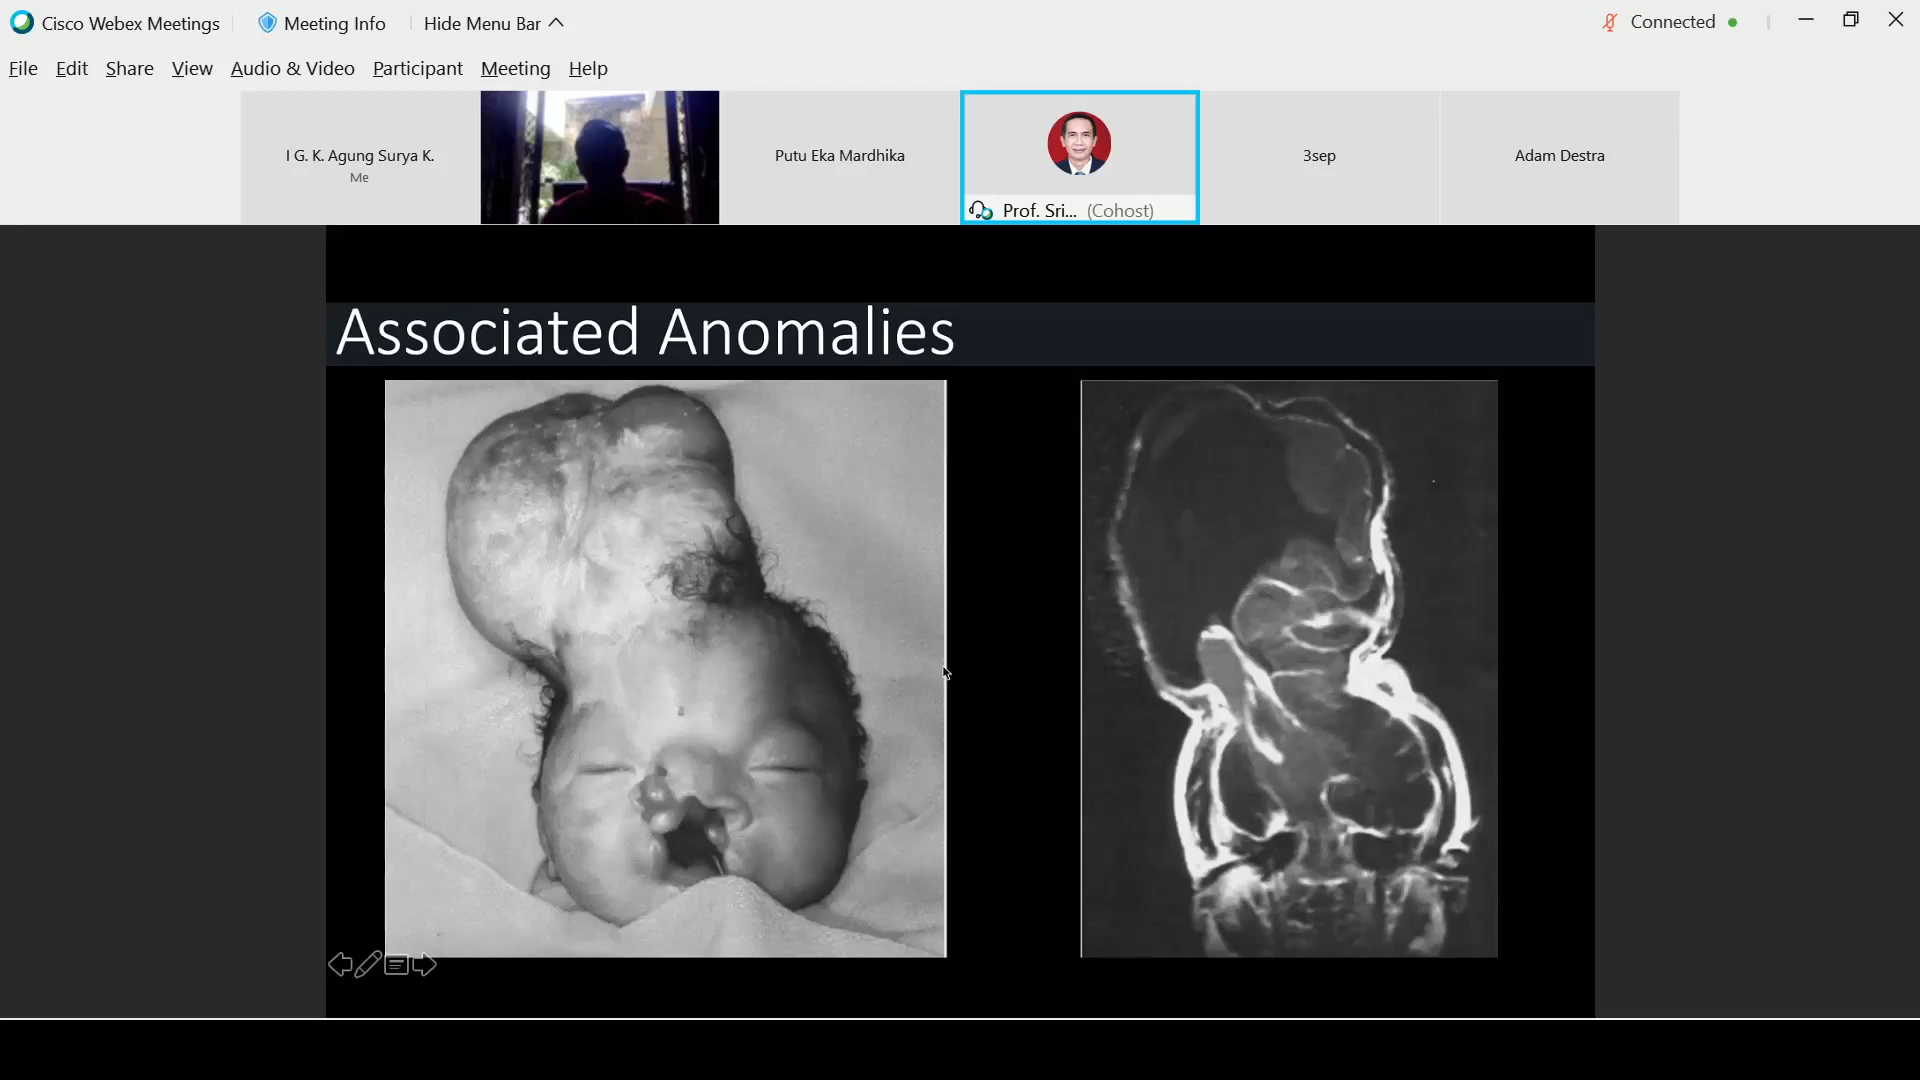 Cisco Webex Meetings Meeting Info Hide Menu Bar Connected
File Edit Share View Audio & Video Participant Meeting Help
I G. K. Agung Surya K.
Me
Putu Eka Mardhika
Prof. Sri... (Cohost)
3sep
Adam Destra
Associated Anomalies